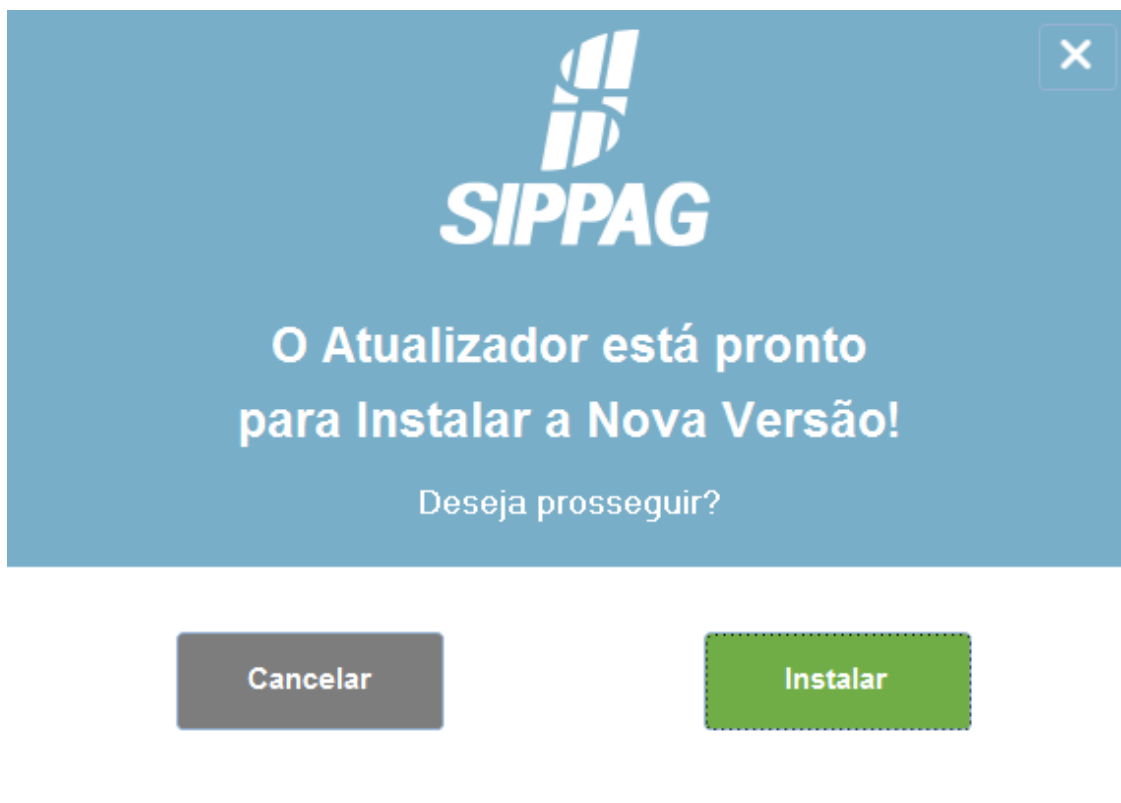 SIPPAG
O Atualizador está pronto
para Instalar a Nova Versão!
Deseja prosseguir?
Cancelar
Instalar